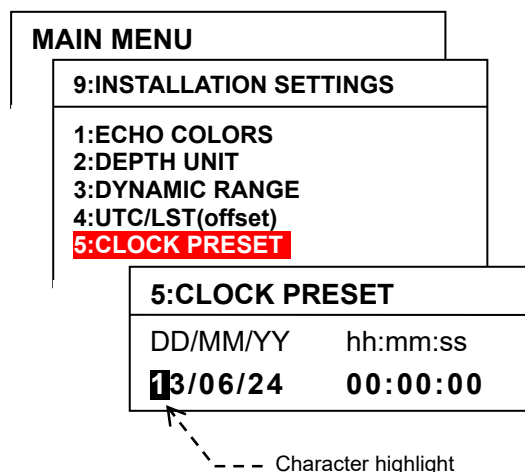 MAIN MENU
9:INSTALLATION SETTINGS
1:ECHO COLORS
2:DEPTH UNIT
3:DYNAMIC RANGE
4:UTC/LST(offset)
5:CLOCK PRESET
5:CLOCK PRESET
DD/MM/YY hh:mm:ss
13/06/24 00:00:00
Character highlight